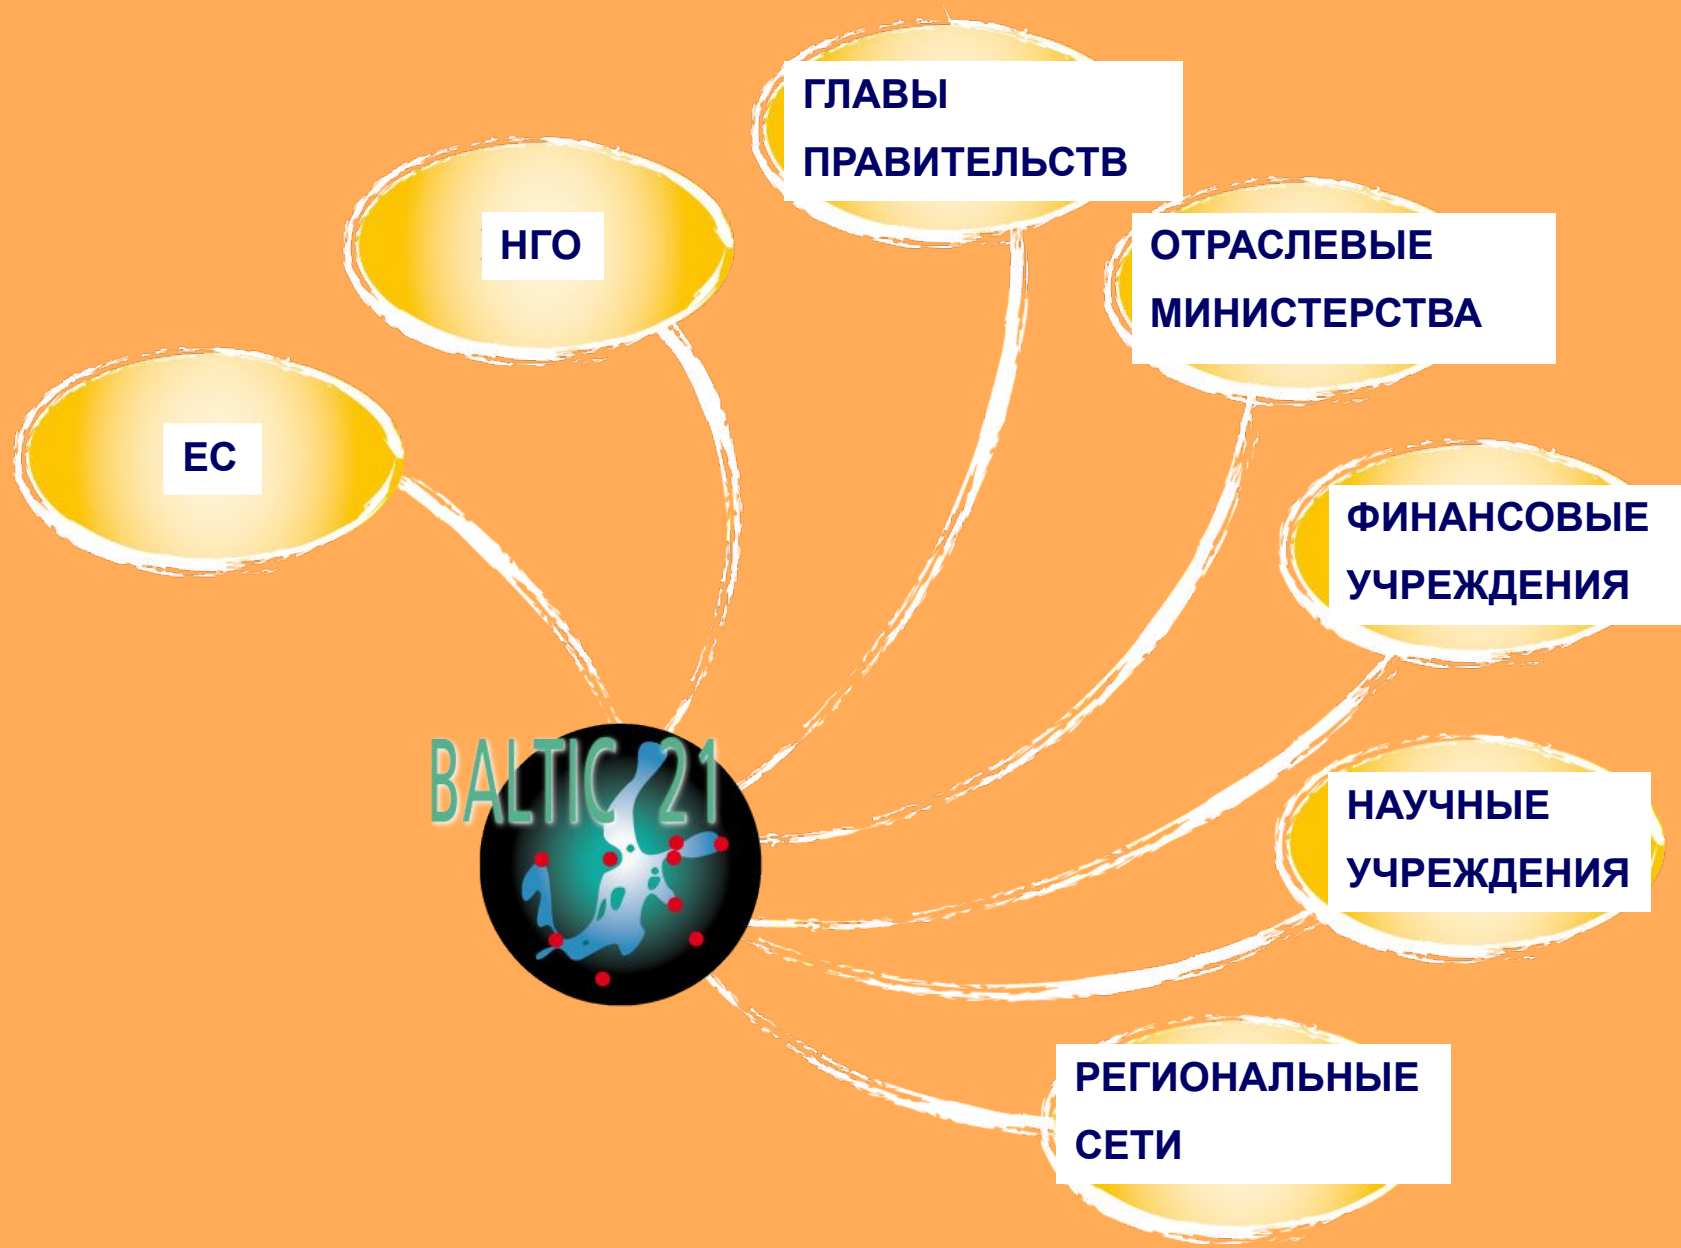 ГЛАВЫ
ПРАВИТЕЛЬСТВ
НГО
ОТРАСЛЕВЫЕ
МИНИСТЕРСТВА
ЕС
ФИНАНСОВЫЕ
УЧРЕЖДЕНИЯ
BALTIC 21
НАУЧНЫЕ
УЧРЕЖДЕНИЯ
РЕГИОНАЛЬНЫЕ
СЕТИ